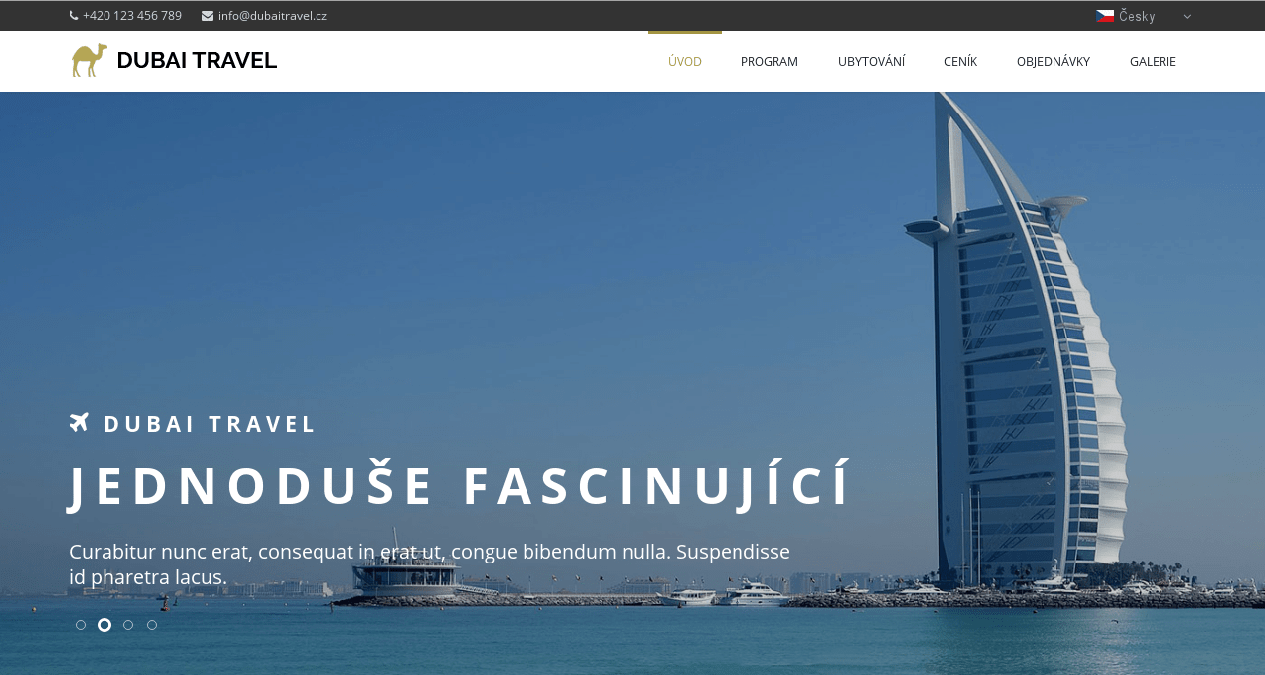 +420 123 456 789 info@dubaitravel.cz Česky
DUBAI TRAVEL ÚVOD PROGRAM UBYTOVÁNÍ CENÍK OBJEDNÁVKY GALERIE
DUBAI TRAVEL
JEDNODUŠE FASCINUJÍCÍ
Curabitur nunc erat, consequat in erat ut, congue bibendum nulla. Suspendisse
id pharetra lacus.